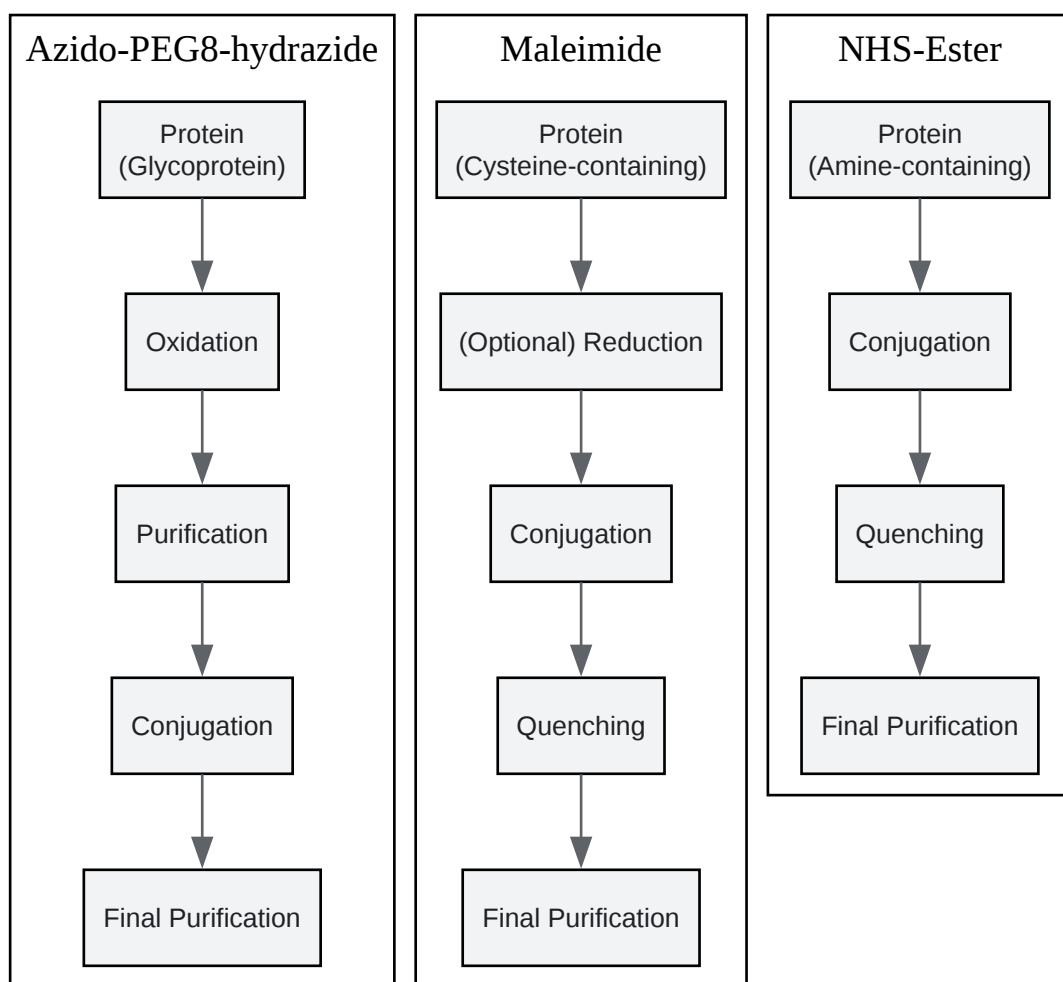 Azido-PEG8-hydrazide
Protein
(Glycoprotein)
Oxidation
Purification
Conjugation
Final Purification
Maleimide
Protein
(Cysteine-containing)
(Optional) Reduction
Conjugation
Quenching
Final Purification
NHS-Ester
Protein
(Amine-containing)
Conjugation
Quenching
Final Purification